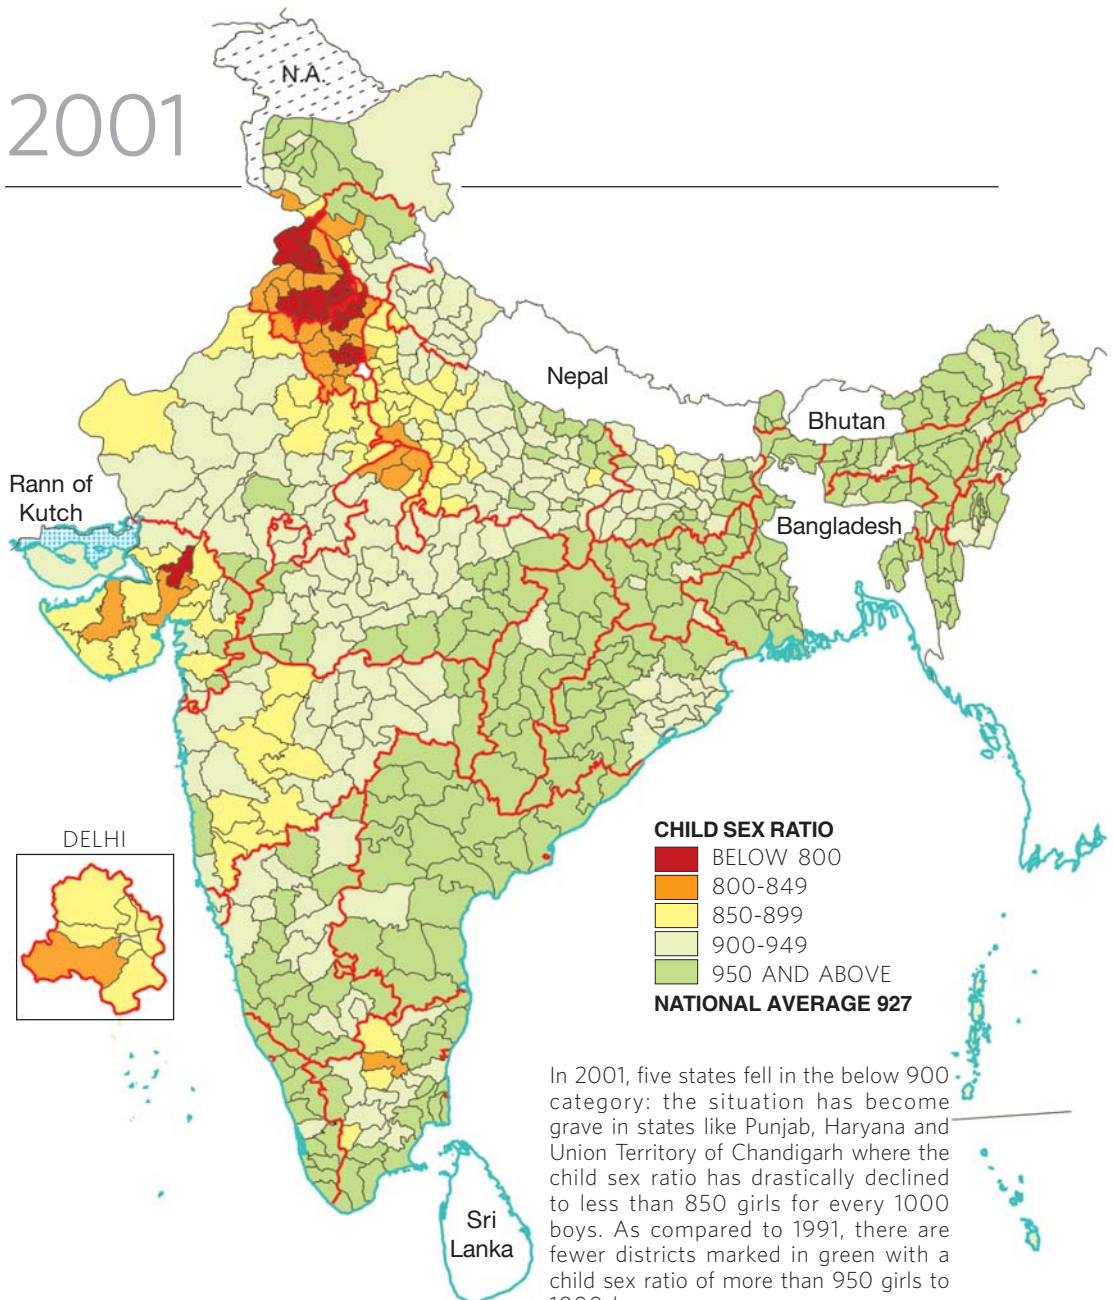 N.A.
2001
Nepal
Bhutan
Rann of
Kutch
Bangladesh
DELHI
CHILD SEX RATIO
BELOW 800
800-849
850-899
900-949
950 AND ABOVE
NATIONAL AVERAGE 927
In 2001, five states fell in the below 900
category: the situation has become
grave in states like Punjab, Haryana and
Union Territory of Chandigarh where the
child sex ratio has drastically declined
to less than 850 girls for every 1000
boys. As compared to 1991, there are
fewer districts marked in green with a
child sex ratio of more than 950 girls to
Sri
Lanka